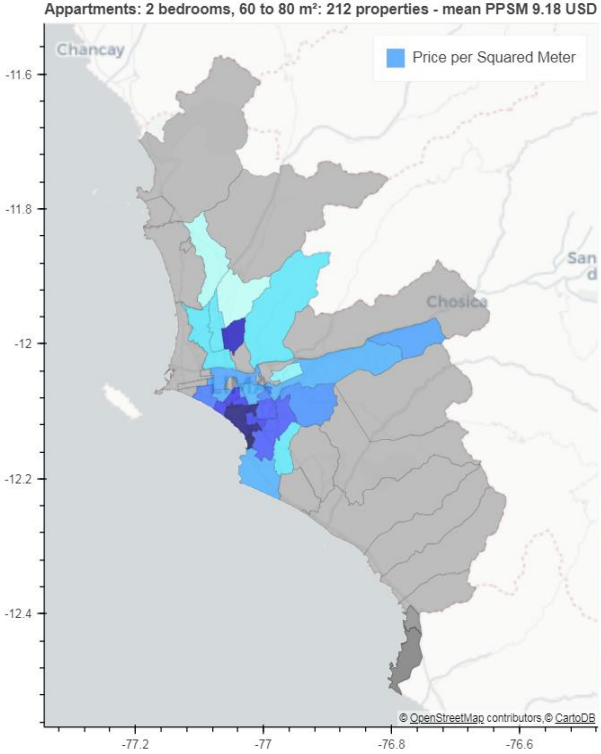 Appartments: 2 bedrooms, 60 to 80 m²: 212 properties - mean PPSM 9.18 USD
Chancay
Price per Squared Meter
-11.6
-11.8
San
d
Chosica
-12
-12.2
-12.4
© OpenStreetMap contributors,© CartoDB
-77.2
-77
-76.8
-76.6